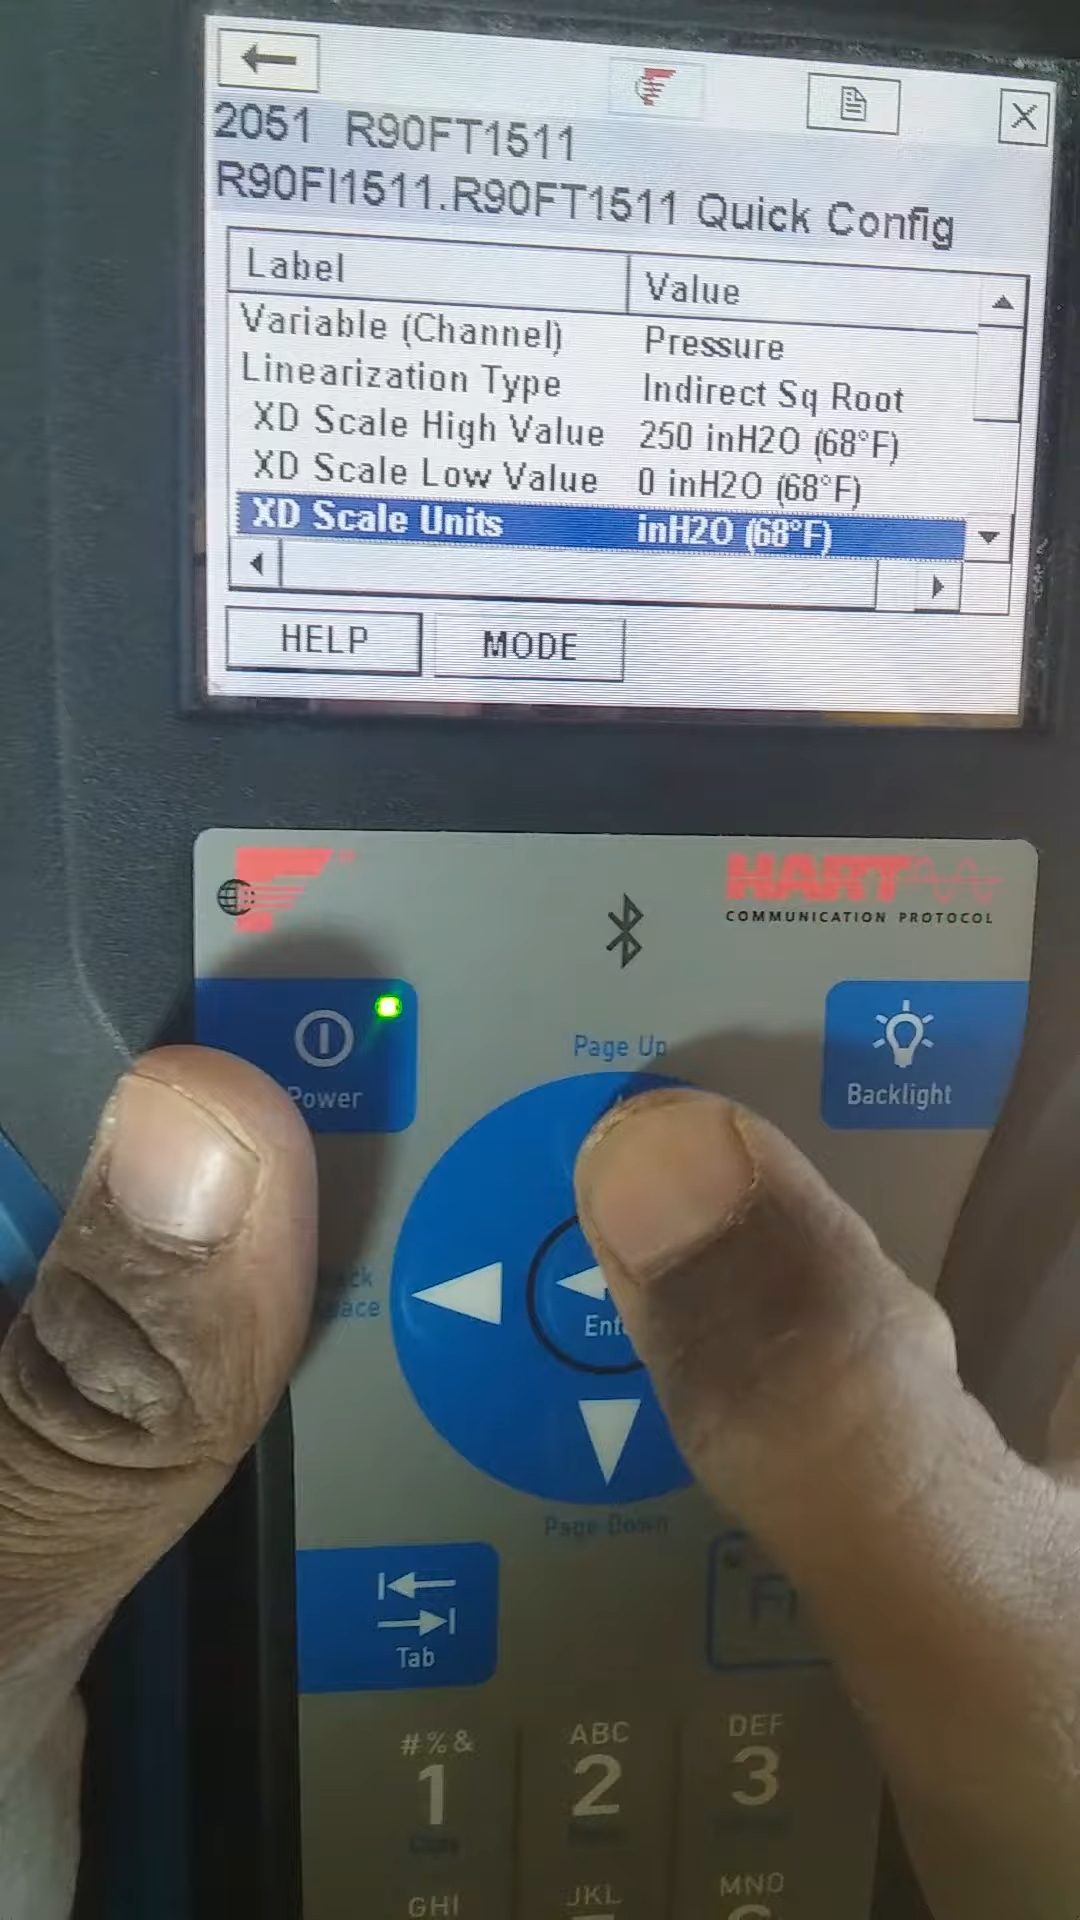 2051 R90FT1511
R90FI1511.R90FT1511 Quick Config
Label Value
Variable (Channel) Pressure
Linearization Type Indirect Sq Root
XD Scale High Value 250 inH2O (68°F)
XD Scale Low Value 0 inH2O (68°F)
XD Scale Units inH2O (68°F)
HELP MODE
HART
COMMUNICATION PROTOCOL
Page Up
Power
Backlight
Page Down
Tab
#%& ABC DEF
1 2 3
GHI JKL MNO